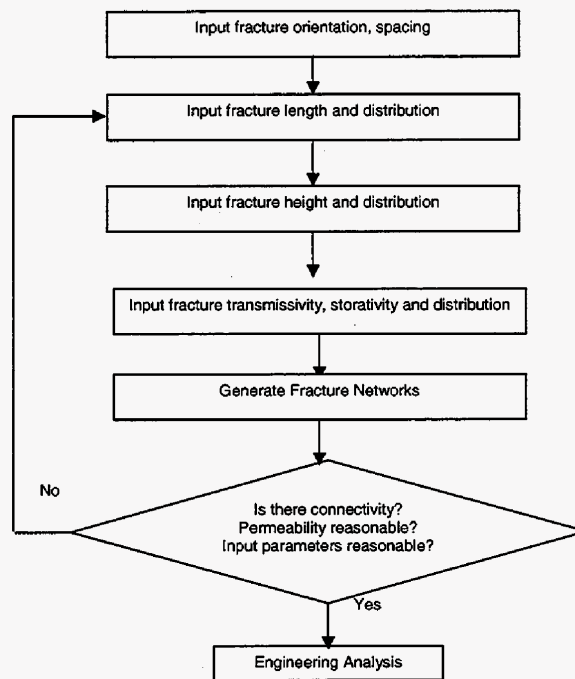 Input fracture orientation, spacing
Input fracture length and distribution
Input fracture height and distribution
Input fracture transmissivity, storativity and distribution
Generate Fracture Networks
No
Is there connectivity?
Permeability reasonable?
Input parameters reasonable?
Yes
Engineering Analysis